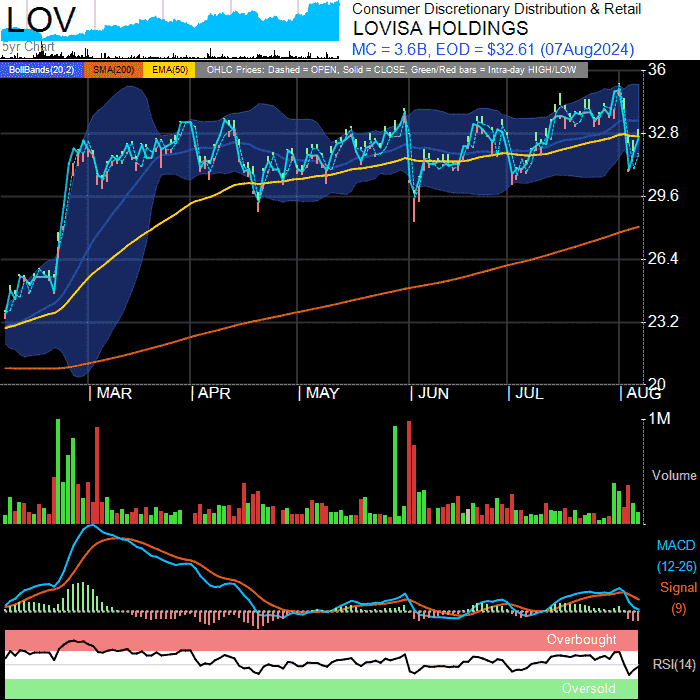 LOV
5yr Chart
Consumer Discretionary Distribution & Retail
LOVISA HOLDINGS
MC = 3.6B, EOD = $32.61 (07Aug2024)
BollBands(20,2) SMA(200) EMA(50) OHLC Prices: Dashed = OPEN, Solid = CLOSE, Green/Red bars = Intra-day HIGH/LOW
36
32.8
29.6
26.4
23.2
20
MAR APR MAY JUN JUL AUG
1M
Volume
MACD
(12-26)
Signal
(9)
Overbought
RSI(14)
Oversold